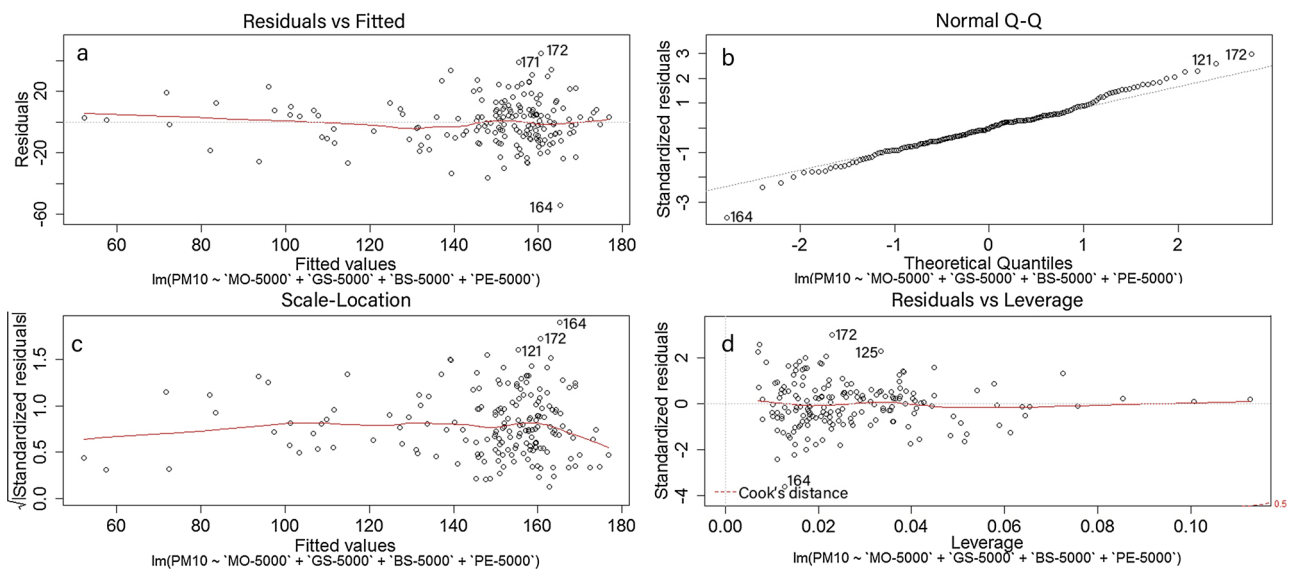 Residuals vs Fitted
a
172
171
164
Residuals
20
-20
-60
60 80 100 120 140 160 180
Fitted values
lm(PM10 ~ `MO-5000` + `GS-5000` + `BS-5000` + `PE-5000`)
Normal Q-Q
b
121 172
164
Standardized residuals
3
2
1
-1
-3
-2 -1 0 1 2
Theoretical Quantiles
lm(PM10 ~ `MO-5000` + `GS-5000` + `BS-5000` + `PE-5000`)
Scale-Location
c
164
172
121
√|Standardized residuals|
1.5
1.0
0.5
0.0
60 80 100 120 140 160 180
Fitted values
lm(PM10 ~ `MO-5000` + `GS-5000` + `BS-5000` + `PE-5000`)
Residuals vs Leverage
d
172
125
164
Cook's distance
0.5
Standardized residuals
2
0
-2
-4
0.00 0.02 0.04 0.06 0.08 0.10
Leverage
lm(PM10 ~ `MO-5000` + `GS-5000` + `BS-5000` + `PE-5000`)